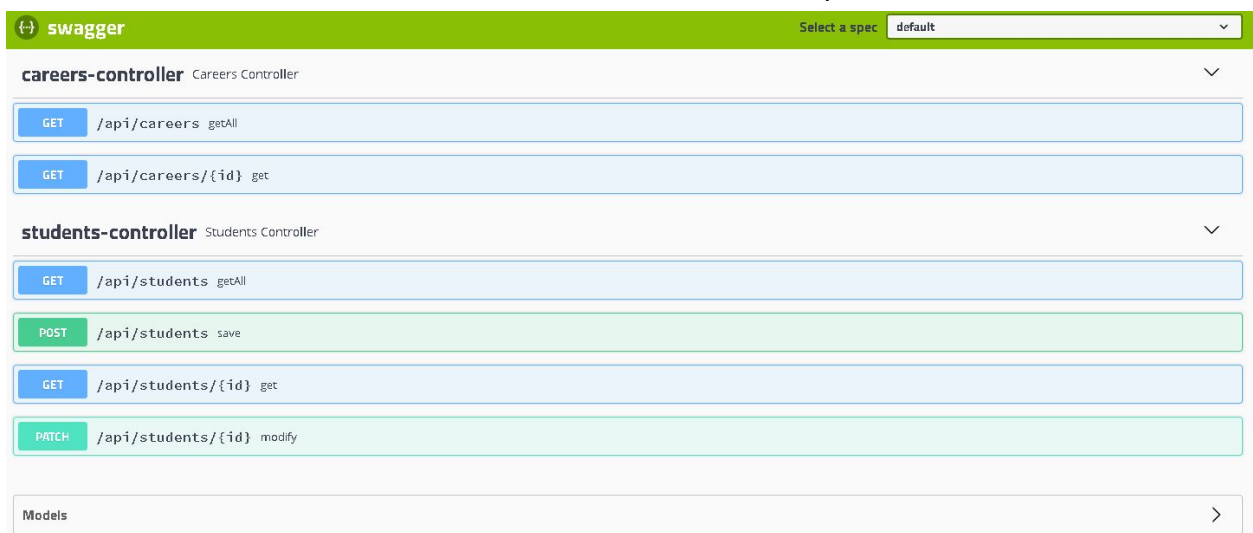 {··} swagger Select a spec default
careers-controller Careers Controller
GET /api/careers getAll
GET /api/careers/{id} get
students-controller Students Controller
GET /api/students getAll
POST /api/students save
GET /api/students/{id} get
PATCH /api/students/{id} modify
Models